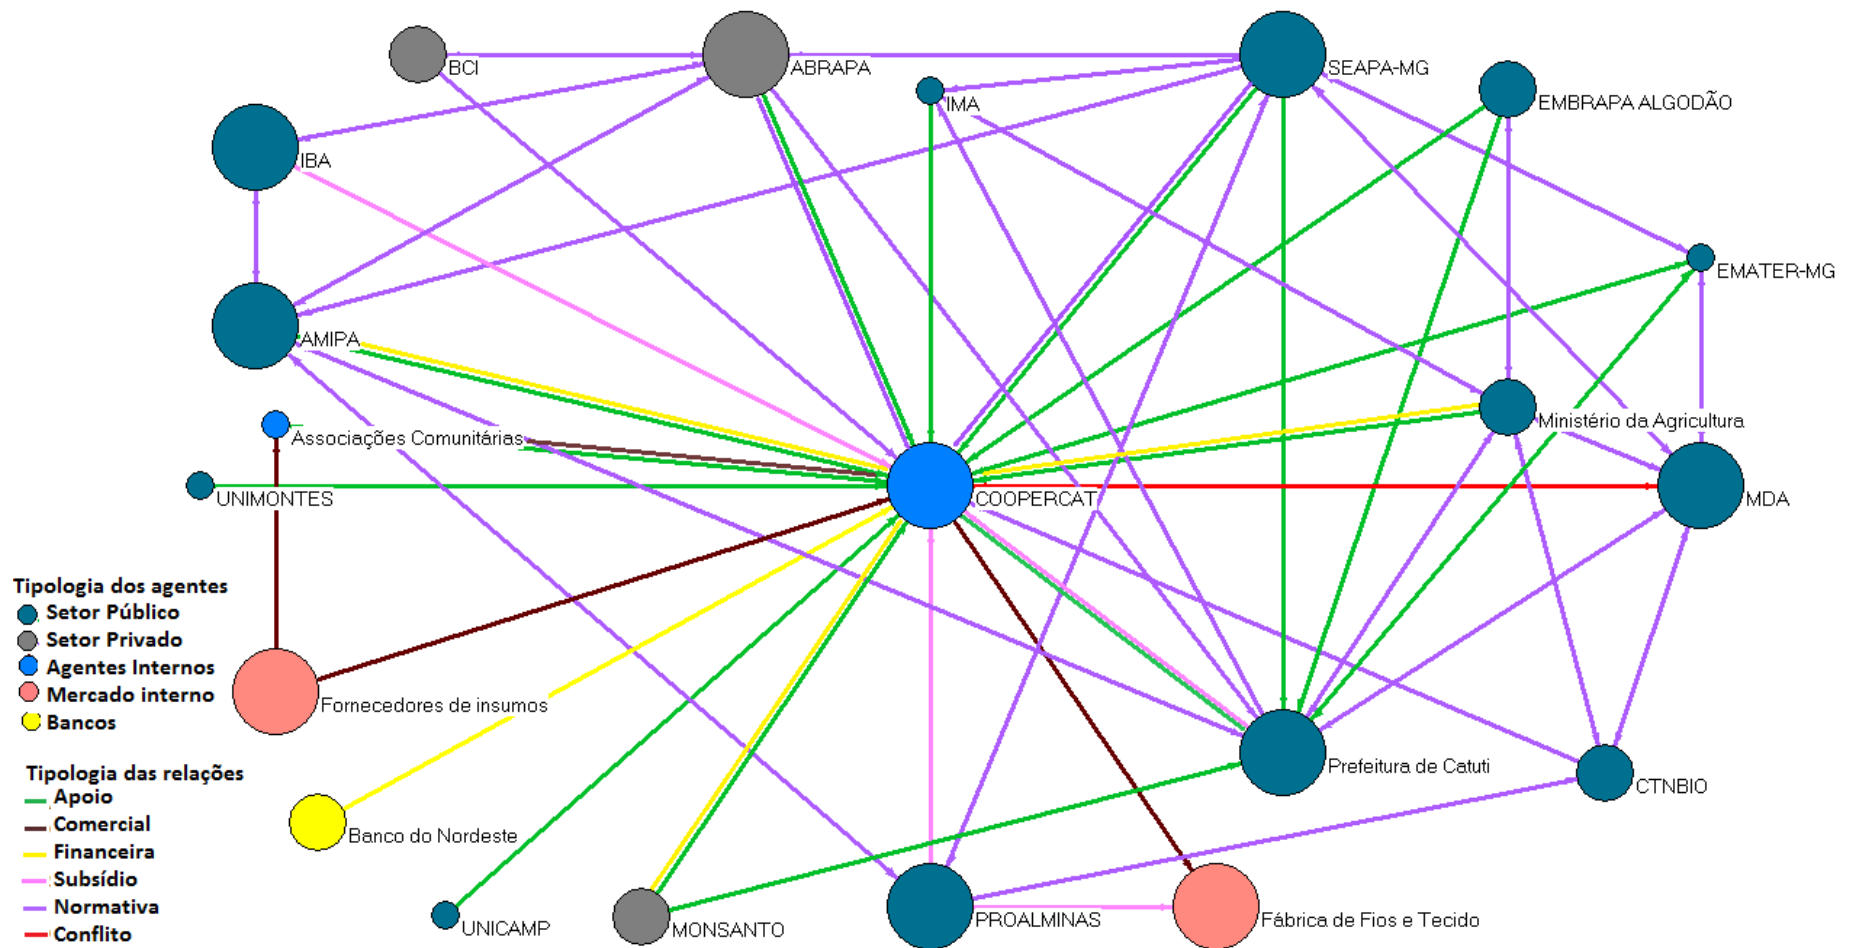 BCI
ABRAPA
SEAPA-MG
IMA
EMBRAPA ALGODÃO
IBA
EMATER-MG
AMIPA
Ministério da Agricultura
Associações Comunitárias
UNIMONTES
COOPERCAT
MDA
Tipologia dos agentes
Setor Público
Setor Privado
Agentes Internos
Mercado interno
Bancos
Fornecedores de insumos
Prefeitura de Catuti
CTNBIO
Tipologia das relações
Apoio
Comercial
Financeira
Subsídio
Normativa
Conflito
Banco do Nordeste
UNICAMP
MONSANTO
PROALMINAS
Fábrica de Fios e Tecido